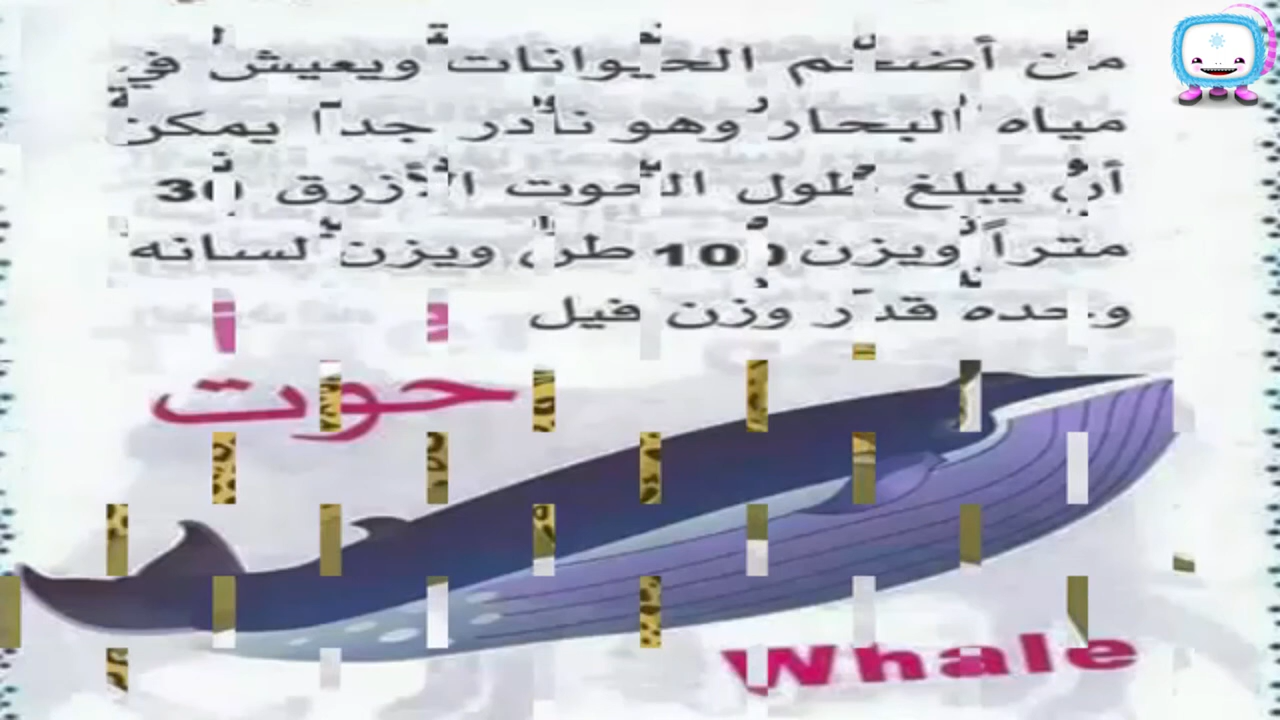 من أضخم الحيوانات ويعيش في
مياه البحار وهو نادر جداً يمكن
أن يبلغ طول الحوت الأزرق 30
متراً ويزن 100 طن ويزن لسانه
وحده قدر وزن فيل
حوت
Whale